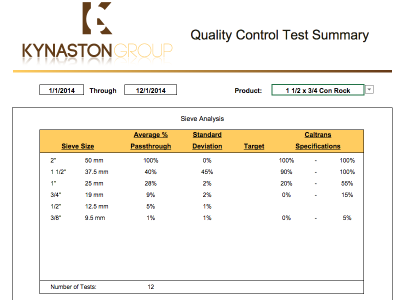 KYNASTONGROUP
Quality Control Test Summary
1/1/2014 Through 12/1/2014 Product: 1 1/2 x 3/4 Con Rock
Sieve Analysis
Average % Standard Caltrans
Sieve Size Passthrough Deviation Target Specifications
2" 50 mm 100% 0% 100% - 100%
1 1/2" 37.5 mm 40% 45% 90% - 100%
1" 25 mm 28% 2% 20% - 55%
3/4" 19 mm 9% 2% 0% - 15%
1/2" 12.5 mm 5% 1%
3/8" 9.5 mm 1% 1% 0% - 5%
Number of Tests: 12